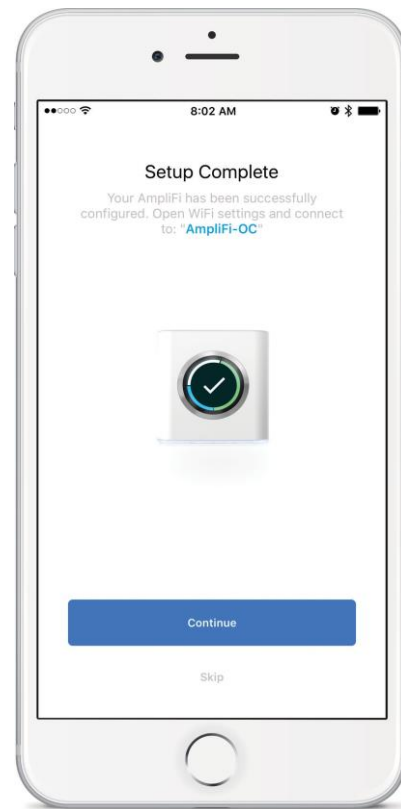 8:02 AM
Setup Complete
Your AmpliFi has been successfully
configured. Open WiFi settings and connect
to: "AmpliFi-OC"
Continue
Skip